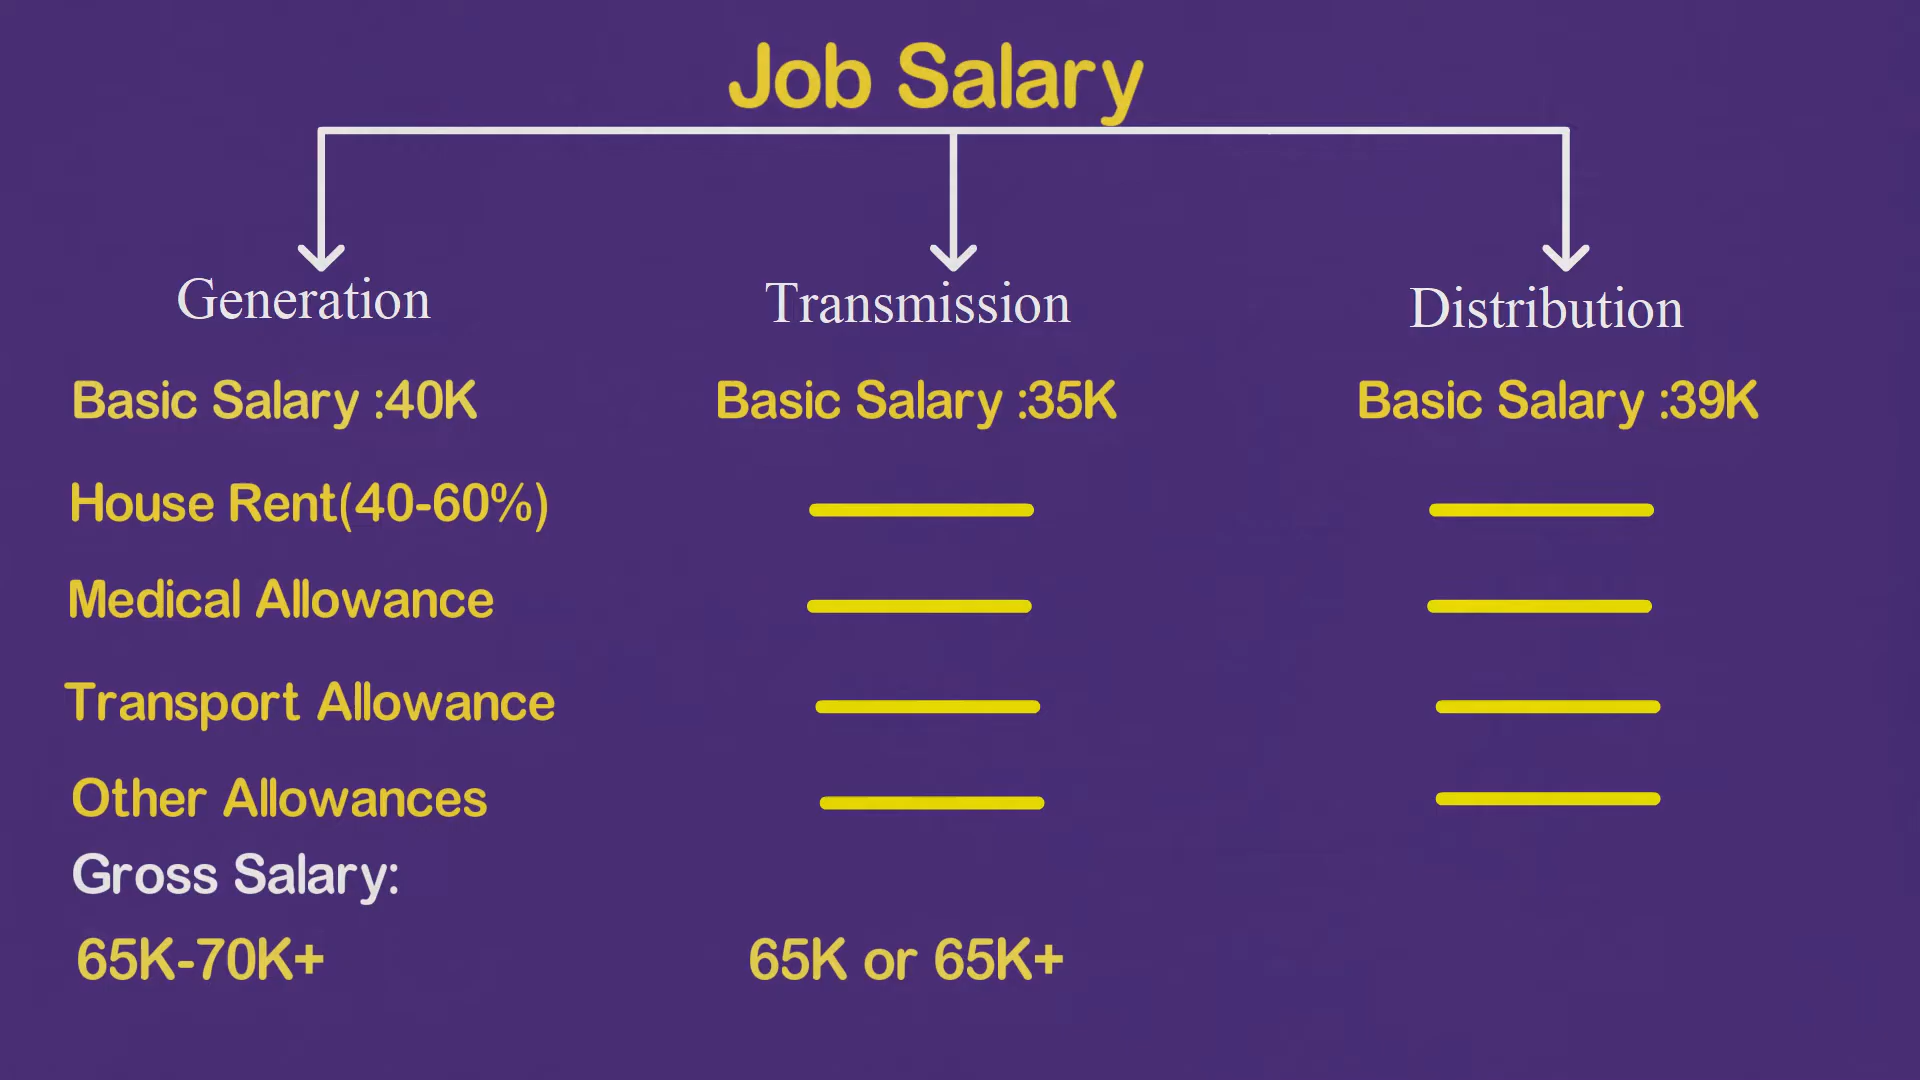 Job Salary
Generation
Transmission
Distribution
Basic Salary :40K
Basic Salary :35K
Basic Salary :39K
House Rent(40-60%)
Medical Allowance
Transport Allowance
Other Allowances
Gross Salary:
65K-70K+
65K or 65K+